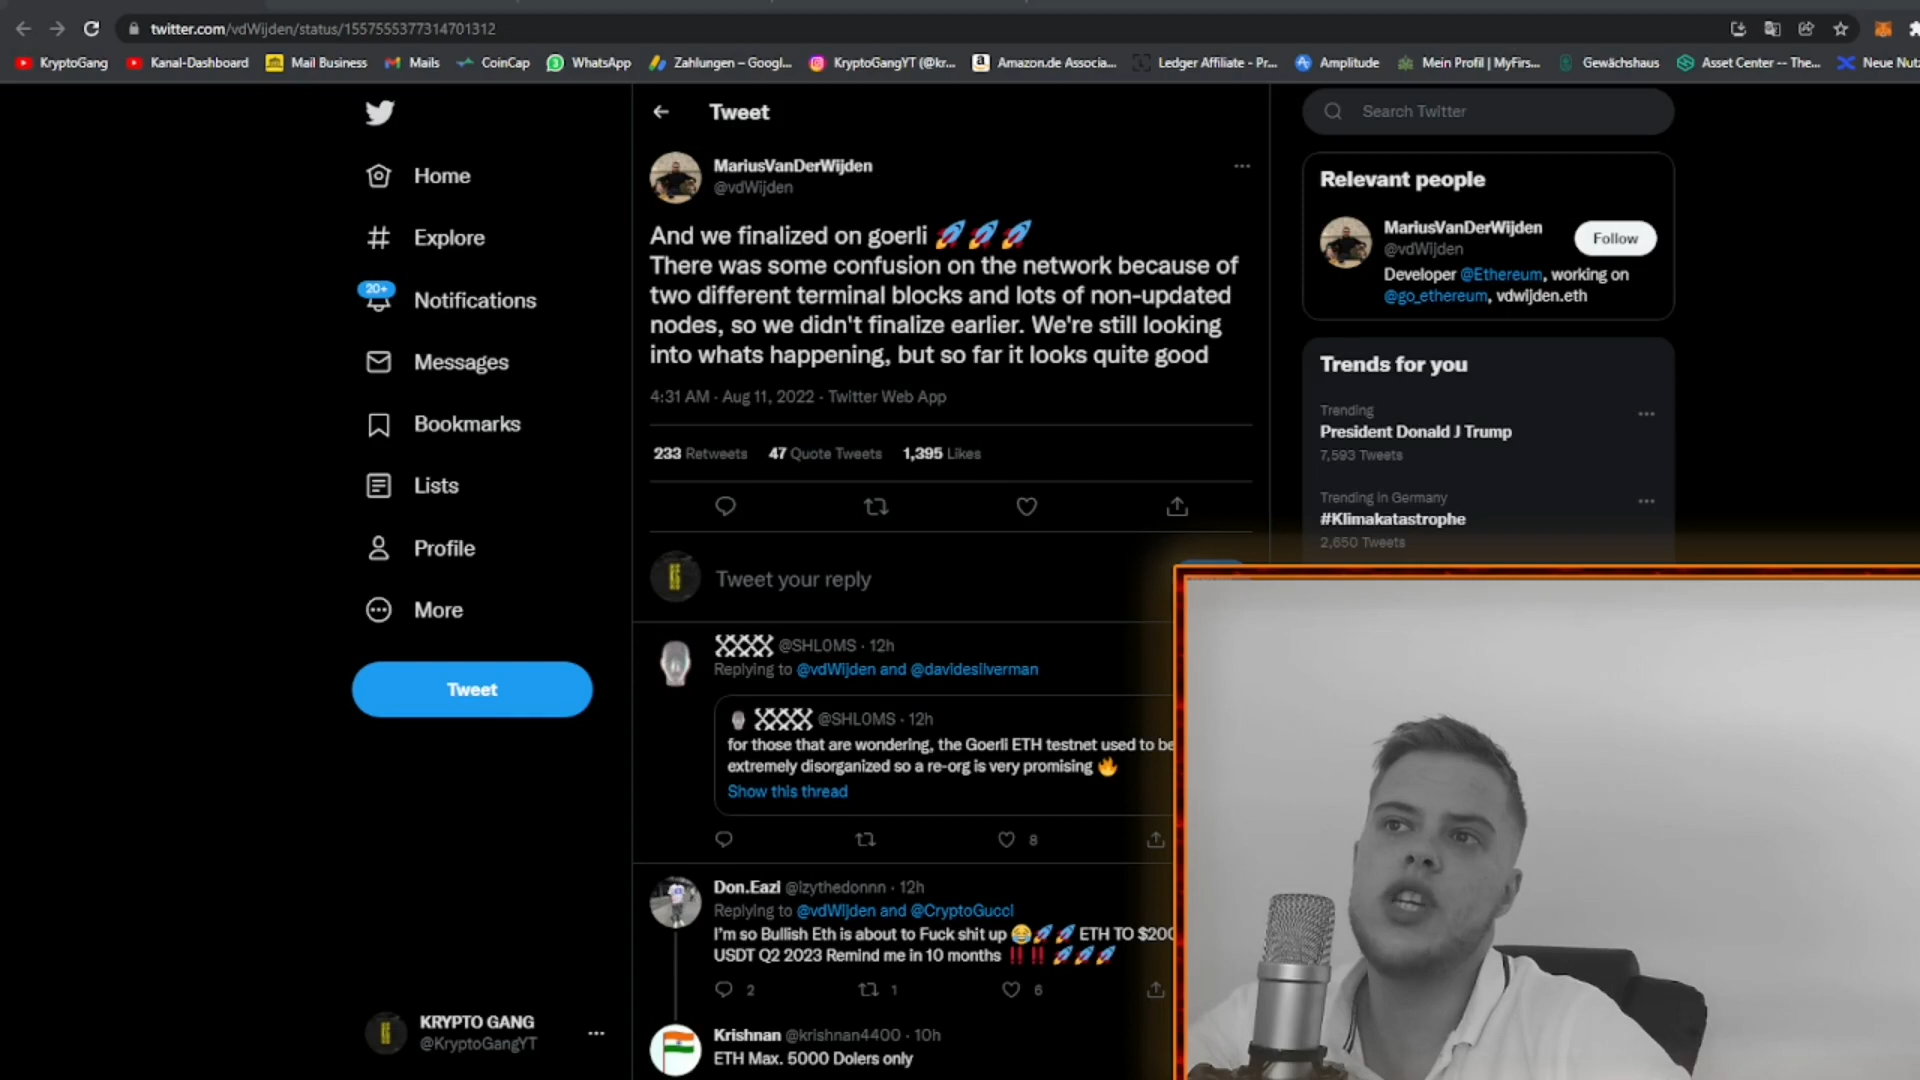 twitter.com/vdWijden/status/1557555377314701312
KryptoGang
Kanal-Dashboard
Mail Business
Mails
CoinCap
WhatsApp
Zahlungen – Googl...
KryptoGangYT (@kr...
Amazon.de Associa...
Ledger Affiliate - Pr...
Amplitude
Mein Profil | MyFirs...
Gewächshaus
Asset Center -- The...
Neue Nutz
Home
Explore
20+
Notifications
Messages
Bookmarks
Lists
Profile
More
Tweet
KRYPTO GANG
@KryptoGangYT
Tweet
MariusVanDerWijden
@vdWijden
And we finalized on goerli 🚀🚀🚀
There was some confusion on the network because of
two different terminal blocks and lots of non-updated
nodes, so we didn't finalize earlier. We're still looking
into whats happening, but so far it looks quite good
4:31 AM · Aug 11, 2022 · Twitter Web App
233 Retweets 47 Quote Tweets 1,395 Likes
Tweet your reply
@SHL0MS · 12h
Replying to @vdWijden and @davidesilverman
@SHL0MS · 12h
for those that are wondering, the Goerli ETH testnet used to be
extremely disorganized so a re-org is very promising 🔥
Show this thread
8
Don.Eazi @Izythedonnn · 12h
Replying to @vdWijden and @CryptoGucci
I'm so Bullish Eth is about to Fuck shit up 😂🚀🚀 ETH TO $200
USDT Q2 2023 Remind me in 10 months ‼️‼️ 🚀🚀🚀
2 1 6
Krishnan @krishnan4400 · 10h
ETH Max. 5000 Dolers only
Search Twitter
Relevant people
MariusVanDerWijden
@vdWijden
Follow
Developer @Ethereum, working on
@go_ethereum, vdwijden.eth
Trends for you
Trending
President Donald J Trump
7,593 Tweets
Trending in Germany
#Klimakatastrophe
2,650 Tweets